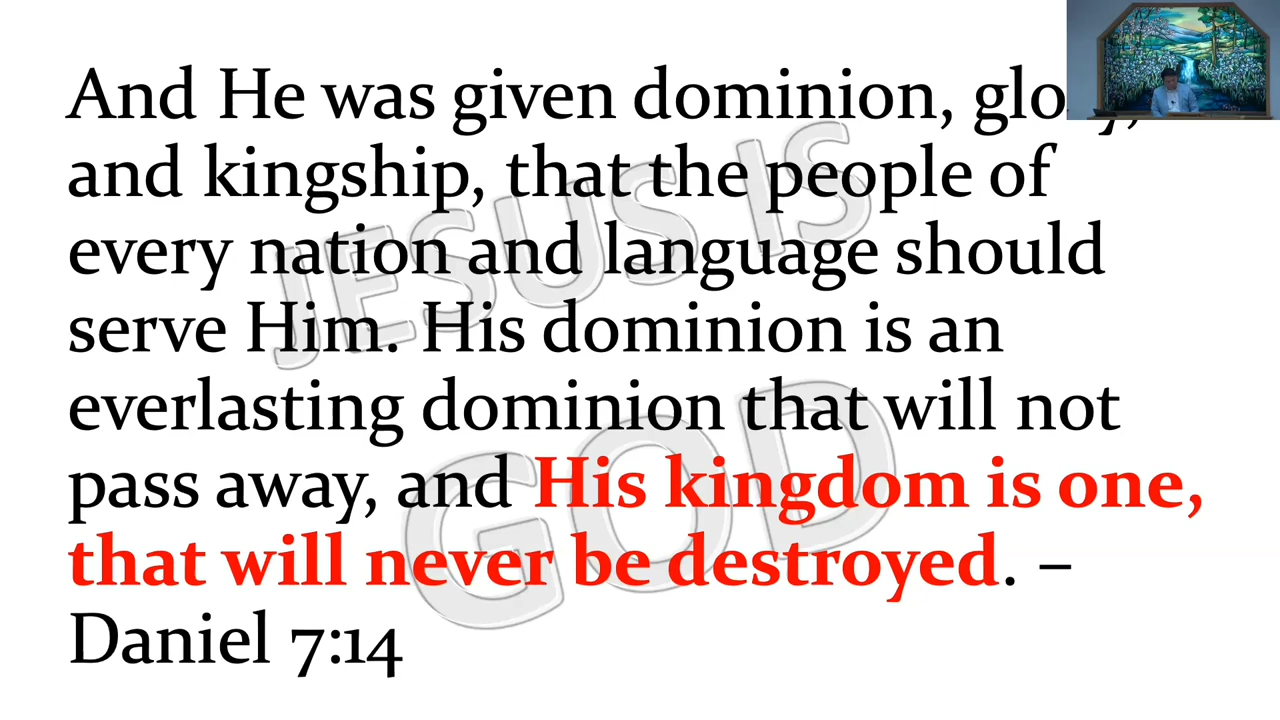 And He was given dominion, glory,
and kingship, that the people of
every nation and language should
serve Him. His dominion is an
everlasting dominion that will not
pass away, and His kingdom is one,
that will never be destroyed. –
Daniel 7:14
JESUS IS
GOD